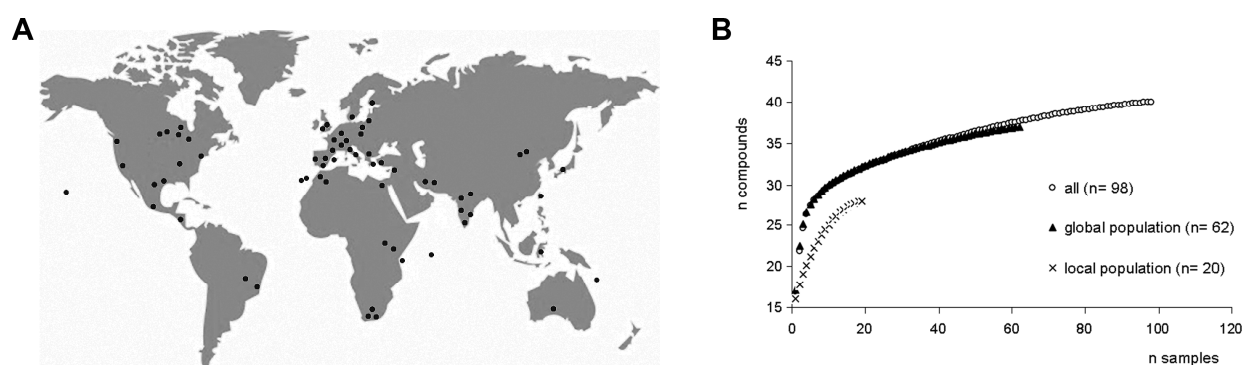 A
B
n compounds
45
40
35
30
25
20
15
all (n= 98)
global population (n= 62)
local population (n= 20)
0 20 40 60 80 100 120
n samples